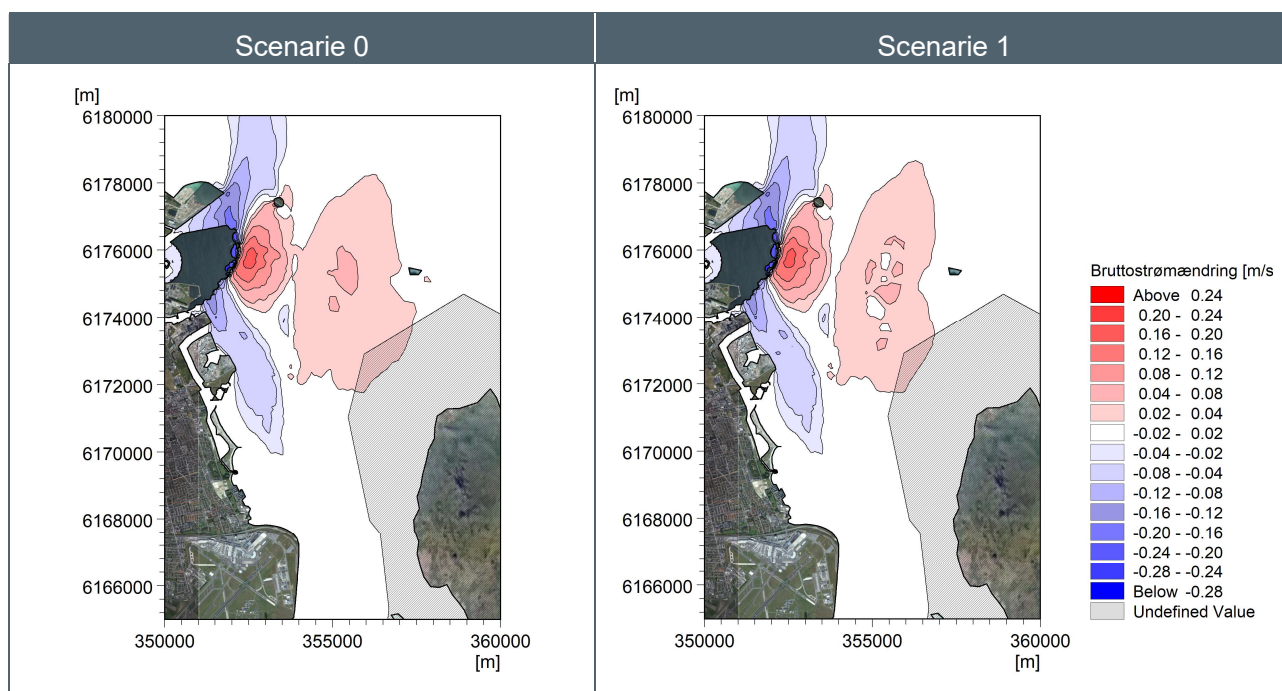 Scenarie 0
Scenarie 1
[m]
6180000
6178000
6176000
6174000
6172000
6170000
6168000
6166000
350000
355000
360000
[m]
[m]
6180000
6178000
6176000
6174000
6172000
6170000
6168000
6166000
350000
355000
360000
[m]
Bruttostrømændring [m/s
Above 0.24
0.20 - 0.24
0.16 - 0.20
0.12 - 0.16
0.08 - 0.12
0.04 - 0.08
0.02 - 0.04
-0.02 - 0.02
-0.04 - -0.02
-0.08 - -0.04
-0.12 - -0.08
-0.16 - -0.12
-0.20 - -0.16
-0.24 - -0.20
-0.28 - -0.24
Below -0.28
Undefined Value